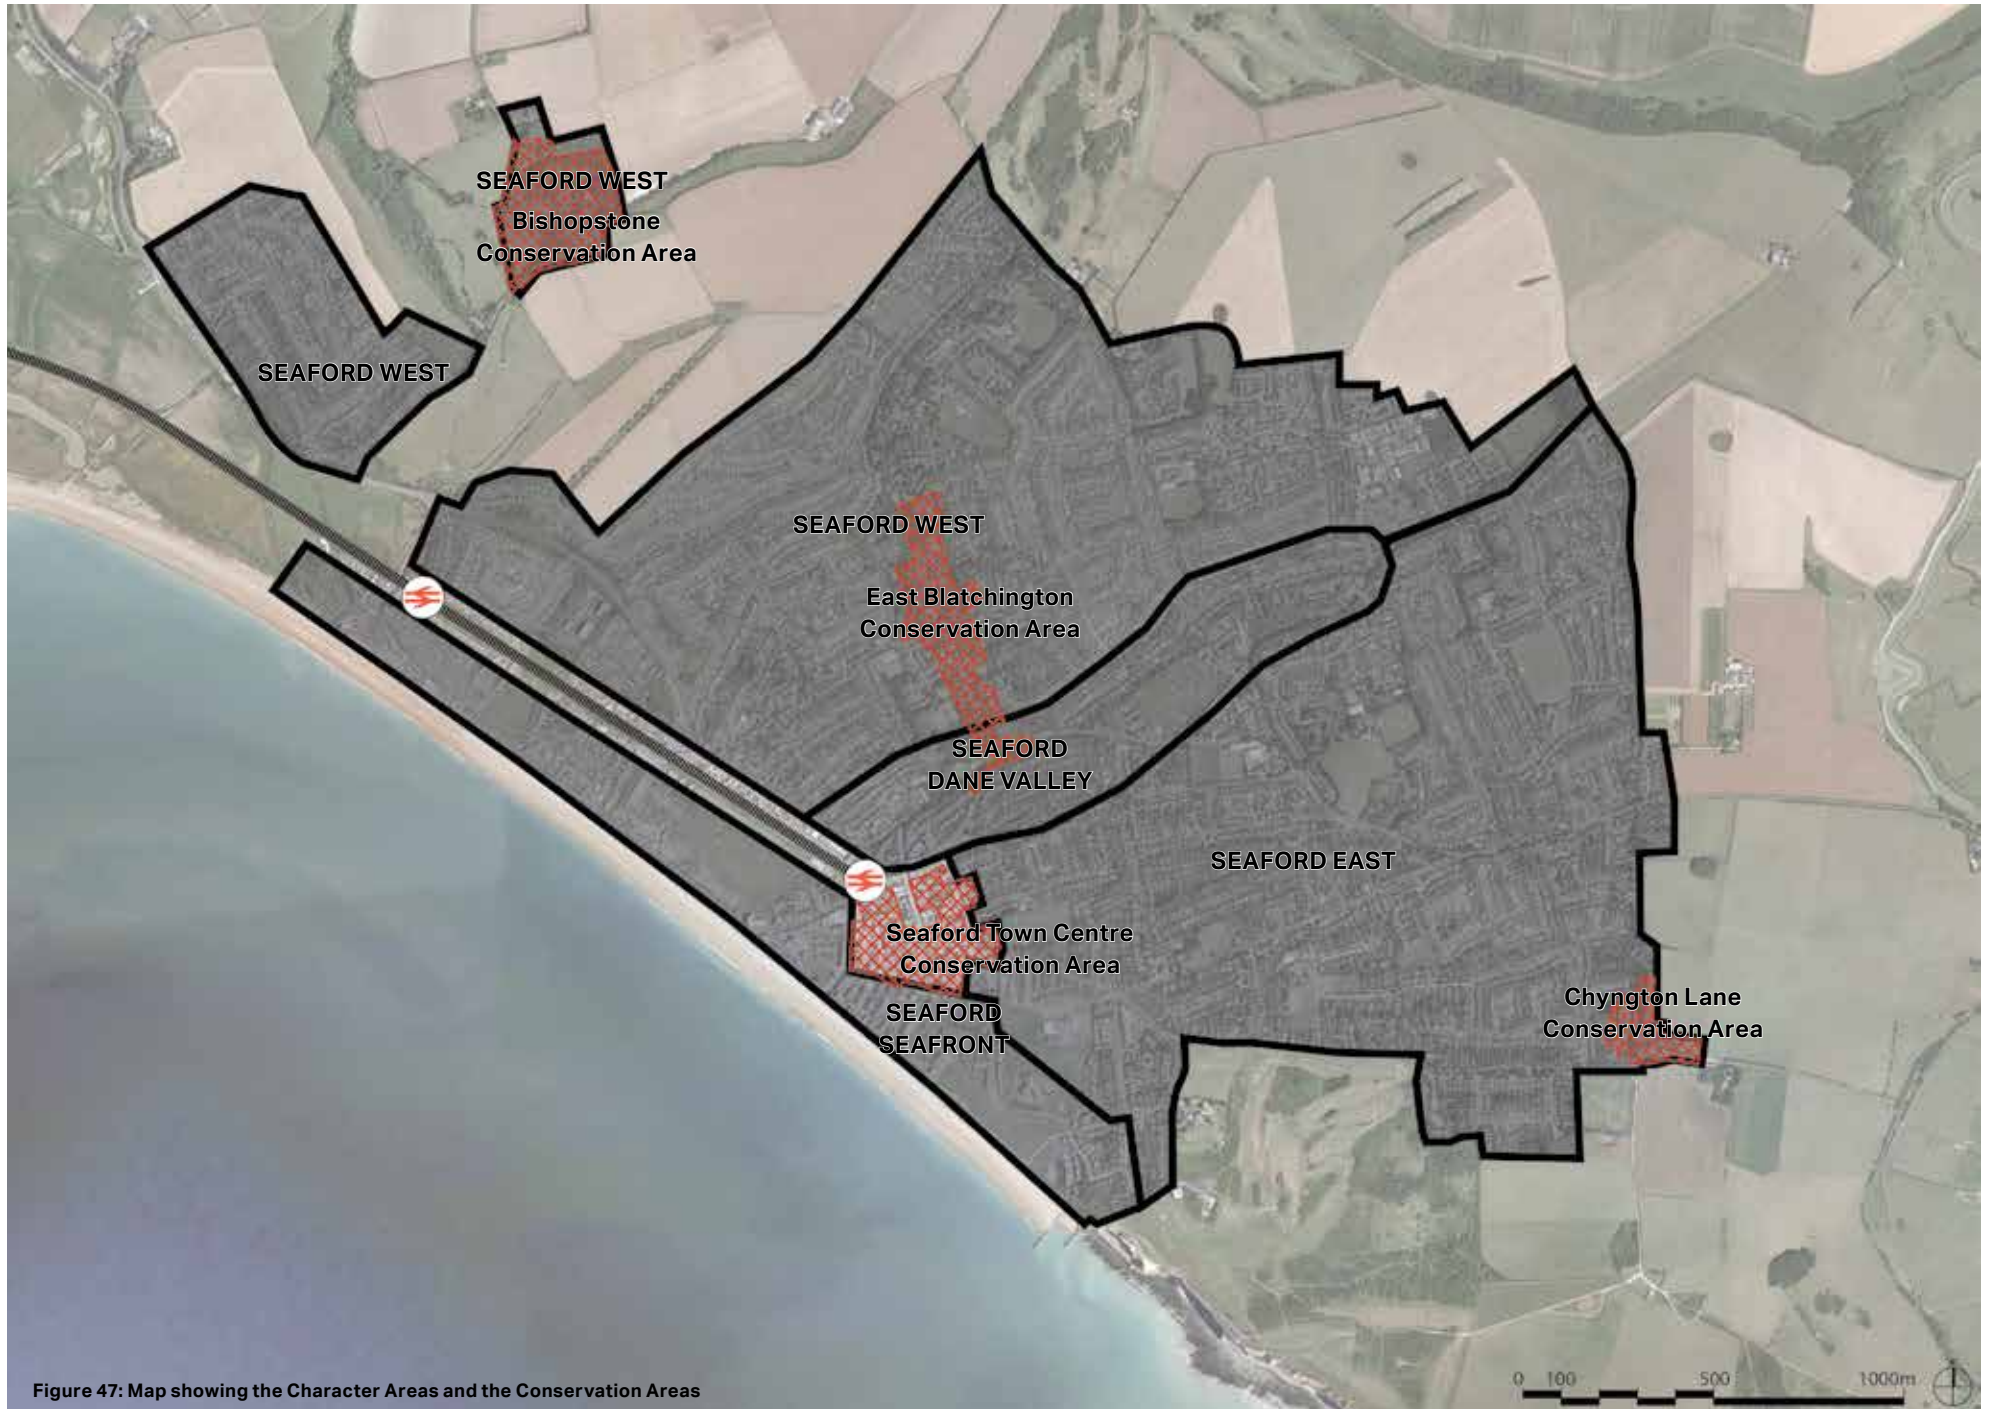 SEAFORD WEST
Bishopstone
Conservation Area
SEAFORD WEST
SEAFORD WEST
East Blatchington
Conservation Area
SEAFORD
DANE VALLEY
SEAFORD EAST
Seaford Town Centre
Conservation Area
SEAFORD
SEAFRONT
Chyngton Lane
Conservation Area
0 100 500 1000m
Figure 47: Map showing the Character Areas and the Conservation Areas